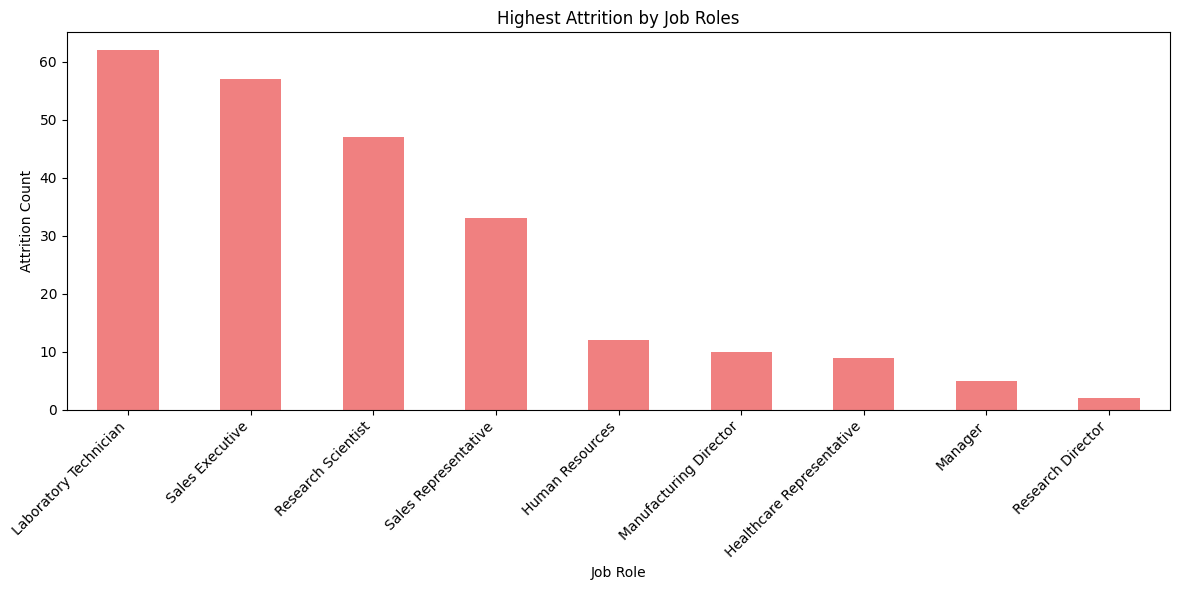 Highest Attrition by Job Roles
Attrition Count
60
50
40
30
20
10
0
Laboratory Technician
Sales Executive
Research Scientist
Sales Representative
Human Resources
Manufacturing Director
Healthcare Representative
Manager
Research Director
Job Role